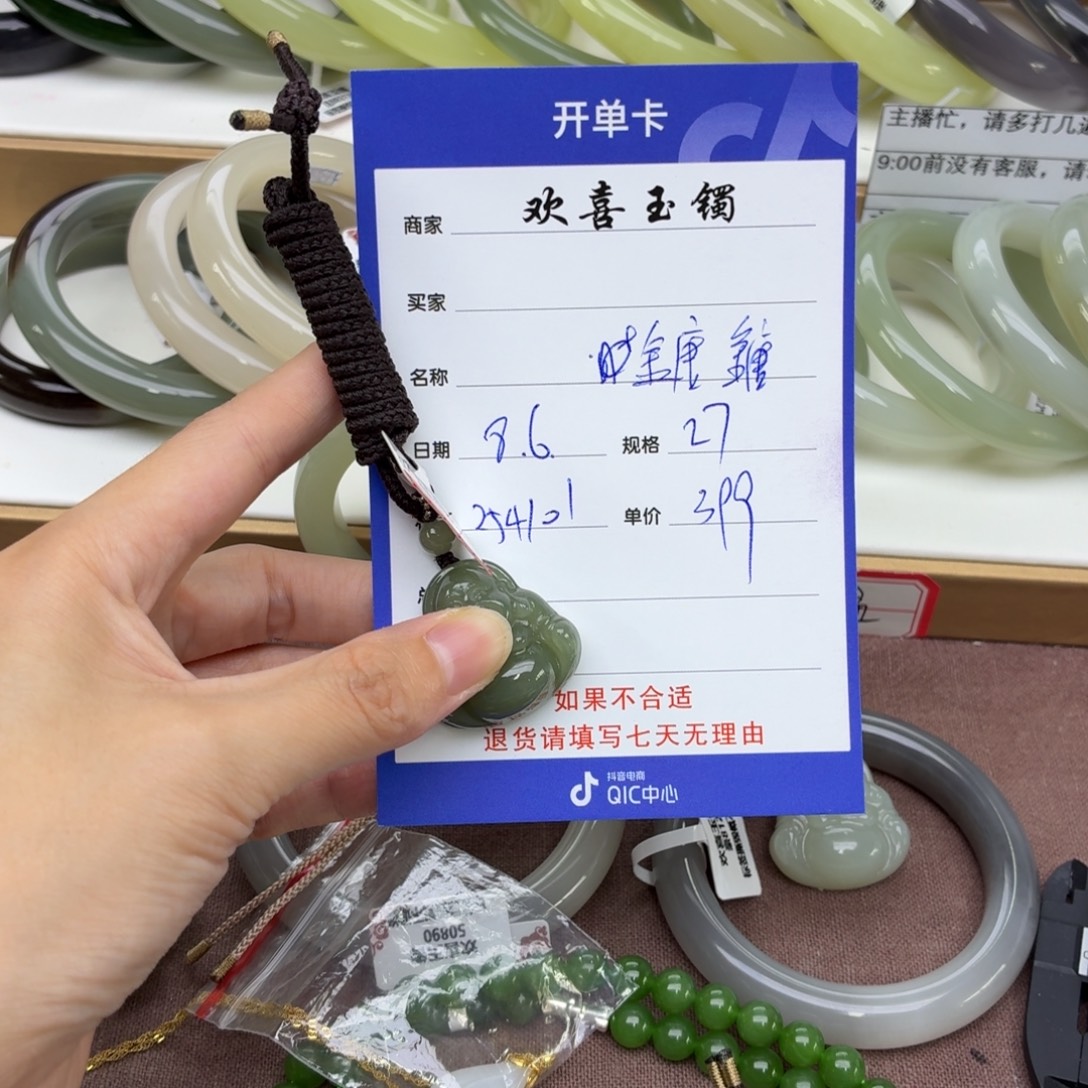 开单卡
主播忙，请多打几
9:00前没有客服，请
商家 欢喜玉镯
买家
名称
日期 8.6. 规格 27
254101 单价 399
如果不合适
退货请填写七天无理由
抖音电商
QIC中心
50890